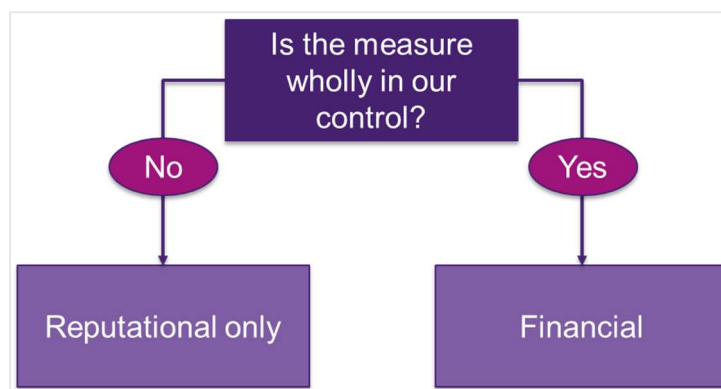 Is the measure
wholly in our
control?
No
Yes
Reputational only
Financial